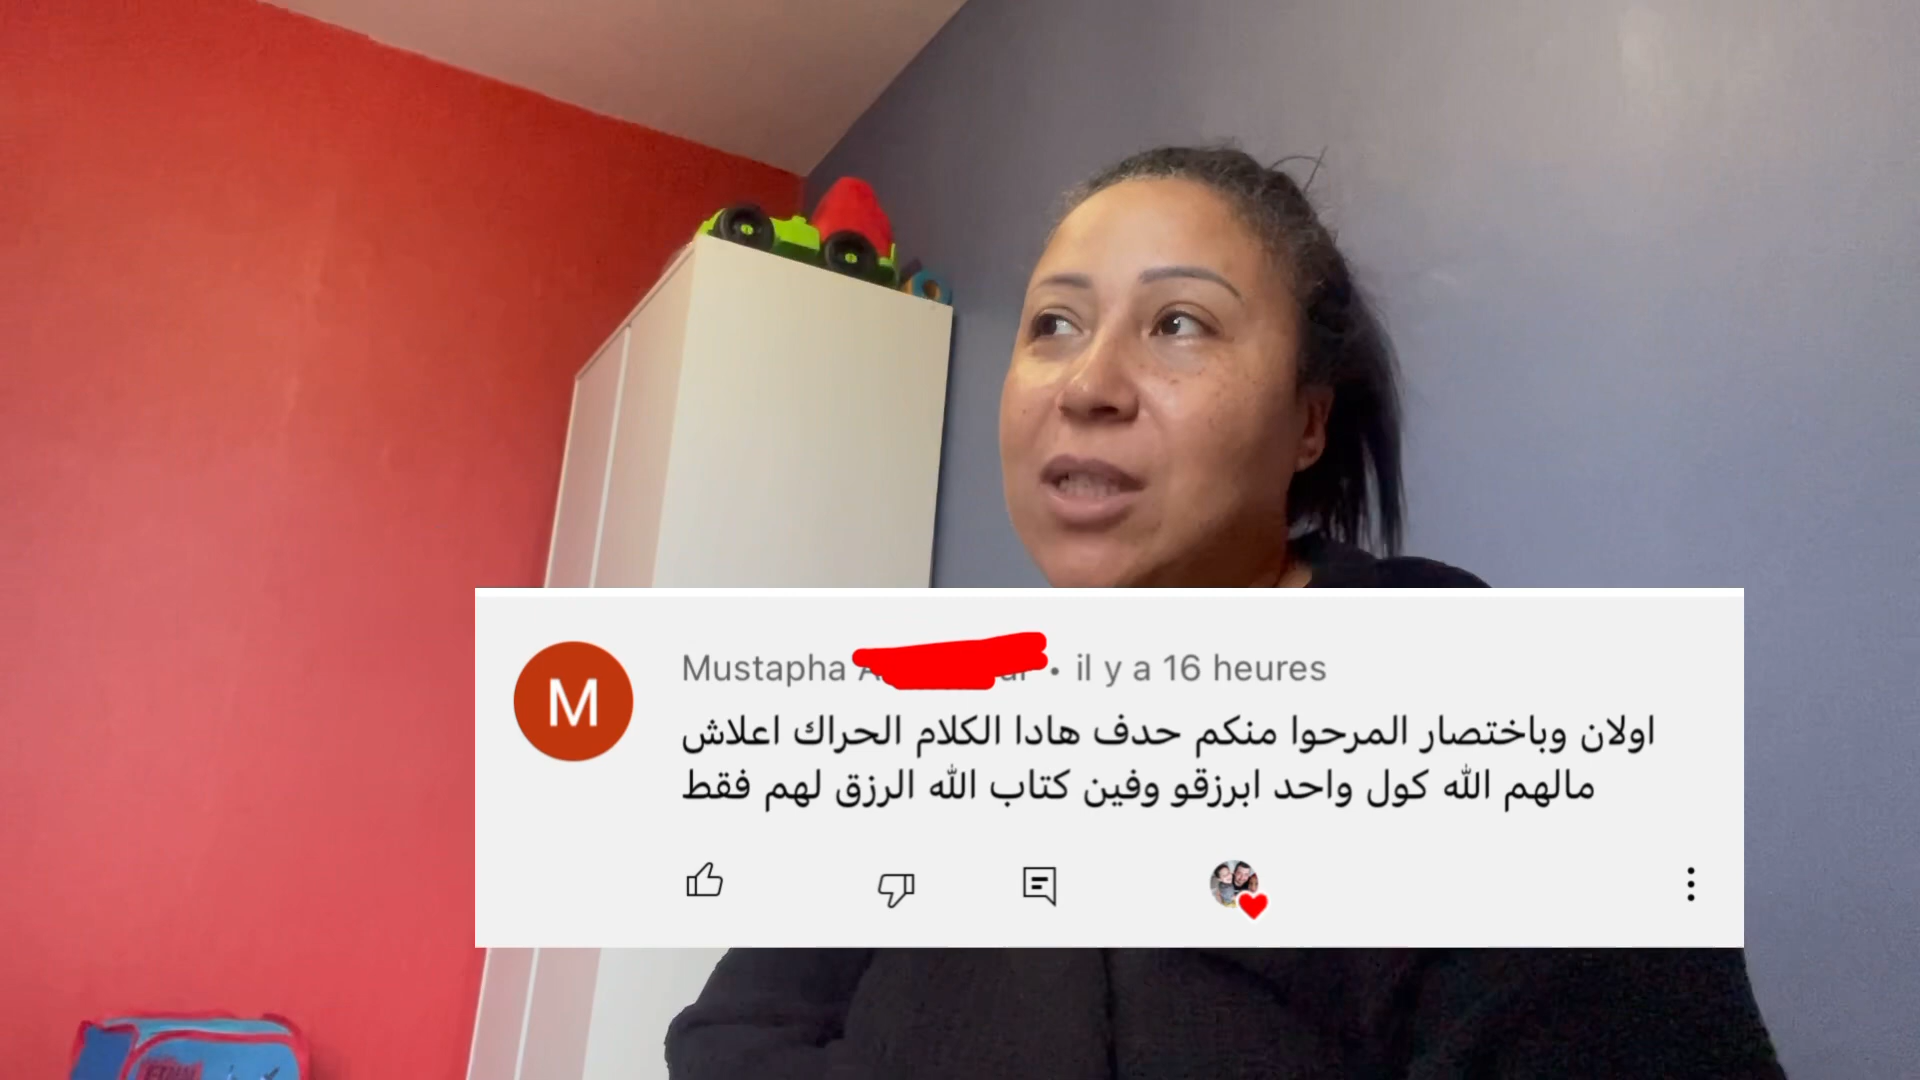 M
Mustapha • il y a 16 heures
اولان وباختصار المرحوا منكم حدف هادا الكلام الحراك اعلاش
مالهم الله كول واحد ابرزقو وفين كتاب الله الرزق لهم فقط